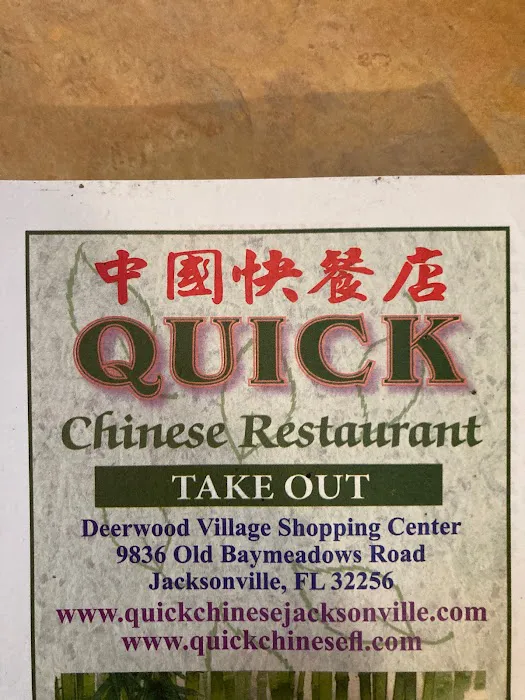 中國快餐店
QUICK
Chinese Restaurant
TAKE OUT
Deerwood Village Shopping Center
9836 Old Baymeadows Road
Jacksonville, FL 32256
www.quickchinesejacksonville.com
www.quickchinesefl.com